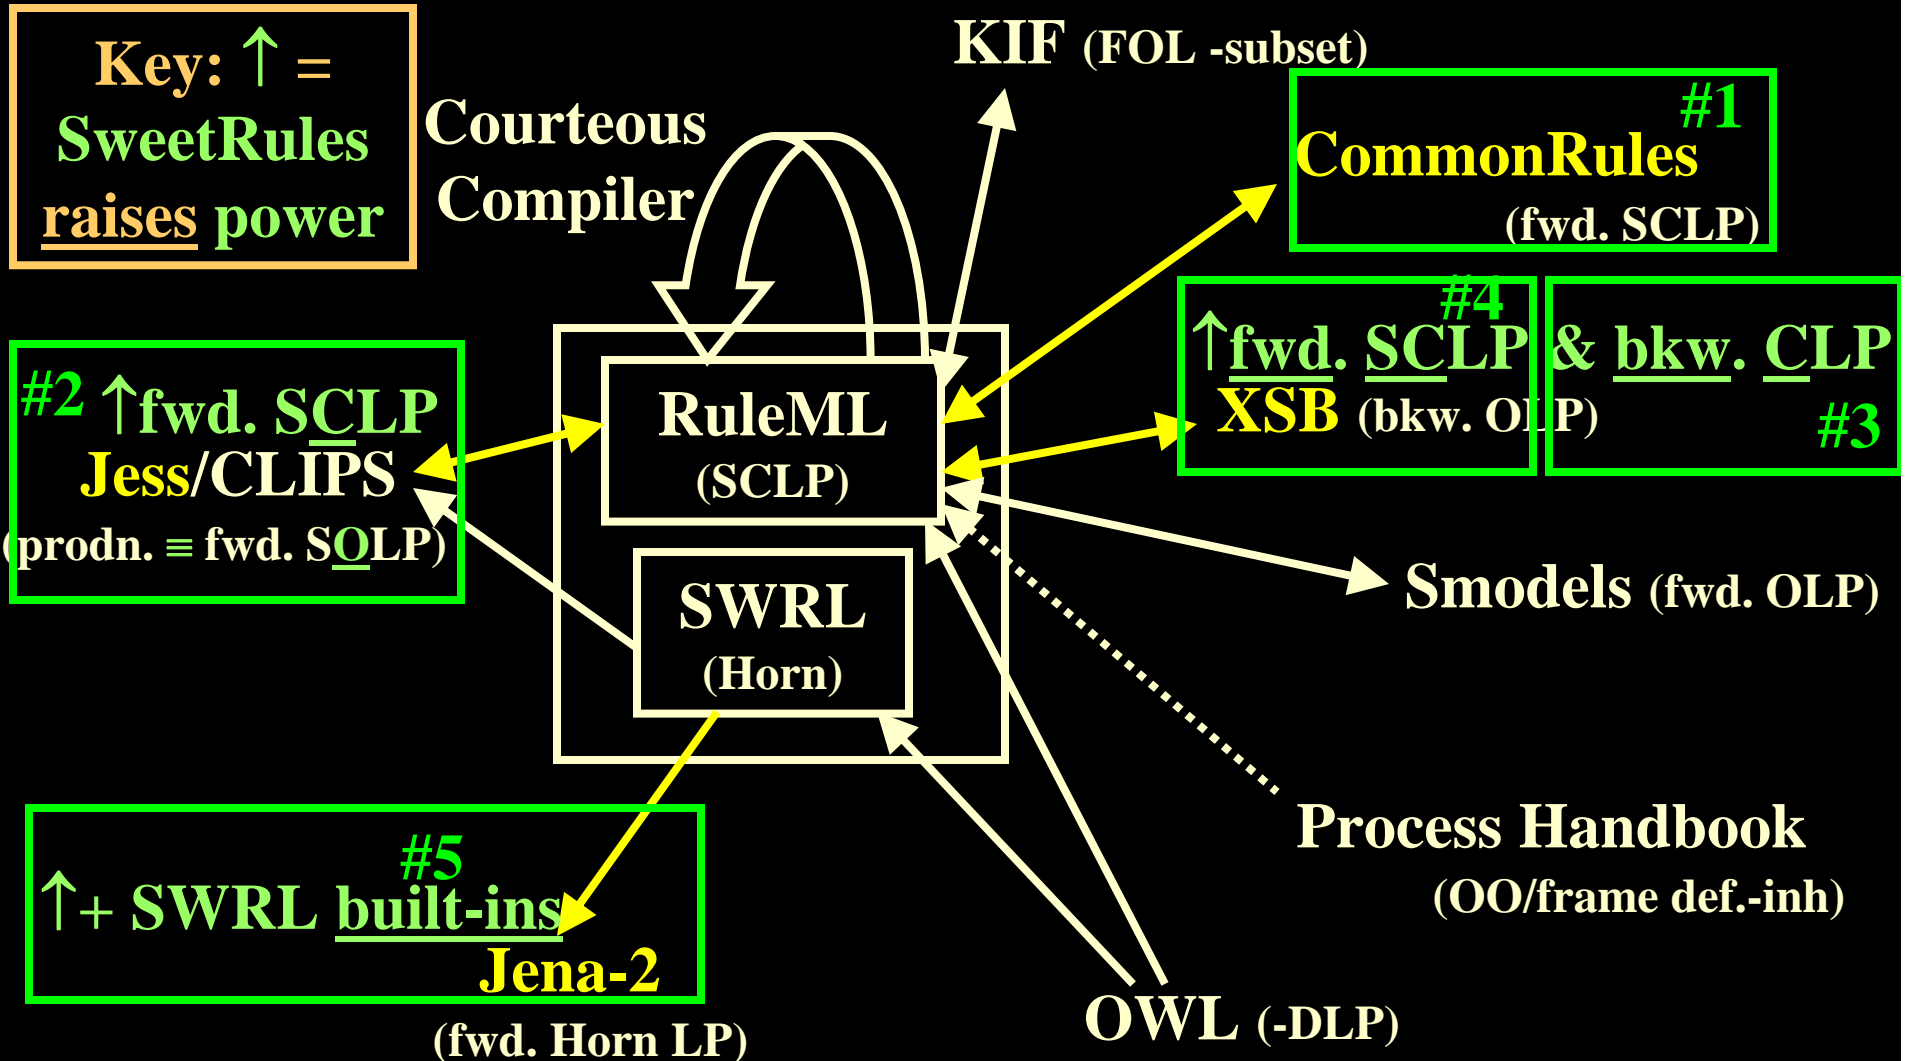 Key: ↑ =
SweetRules
raises power
Courteous
Compiler
KIF (FOL -subset)
#1
CommonRules
(fwd. SCLP)
#4
↑fwd. SCLP & bkw. CLP
XSB (bkw. OLP)
#3
#2 ↑fwd. SCLP
Jess/CLIPS
(prodn. ≡ fwd. SOLP)
RuleML
(SCLP)
SWRL
(Horn)
Smodels (fwd. OLP)
Process Handbook
(OO/frame def.-inh)
#5
↑+ SWRL built-ins
Jena-2
(fwd. Horn LP)
OWL (-DLP)